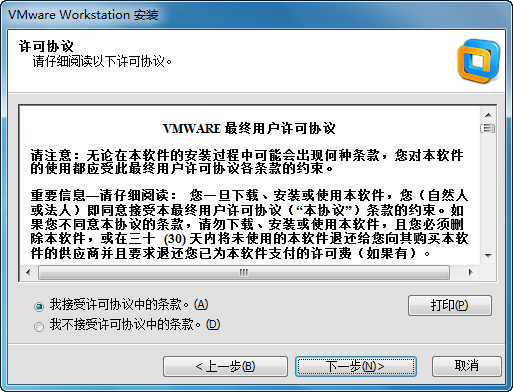 VMware Workstation 安装
许可协议
请仔细阅读以下许可协议。
VMWARE 最终用户许可协议
请注意：无论在本软件的安装过程中可能会出现何种条款，您对本软件
的使用都应受此最终用户许可协议各条款的约束。
重要信息—请仔细阅读： 您一旦下载、安装或使用本软件，您（自然人
或法人）即同意接受本最终用户许可协议（“本协议”）条款的约束。如
果您不同意本协议的条款，请勿下载、安装或使用本软件，且您必须删
除本软件，或在三十 (30) 天内将未使用的本软件退还给您向其购买本软
件的供应商并且要求退还您已为本软件支付的许可费（如果有）。
我接受许可协议中的条款。(A)
打印(P)
我不接受许可协议中的条款。(D)
< 上一步(B)
下一步(N)>
取消